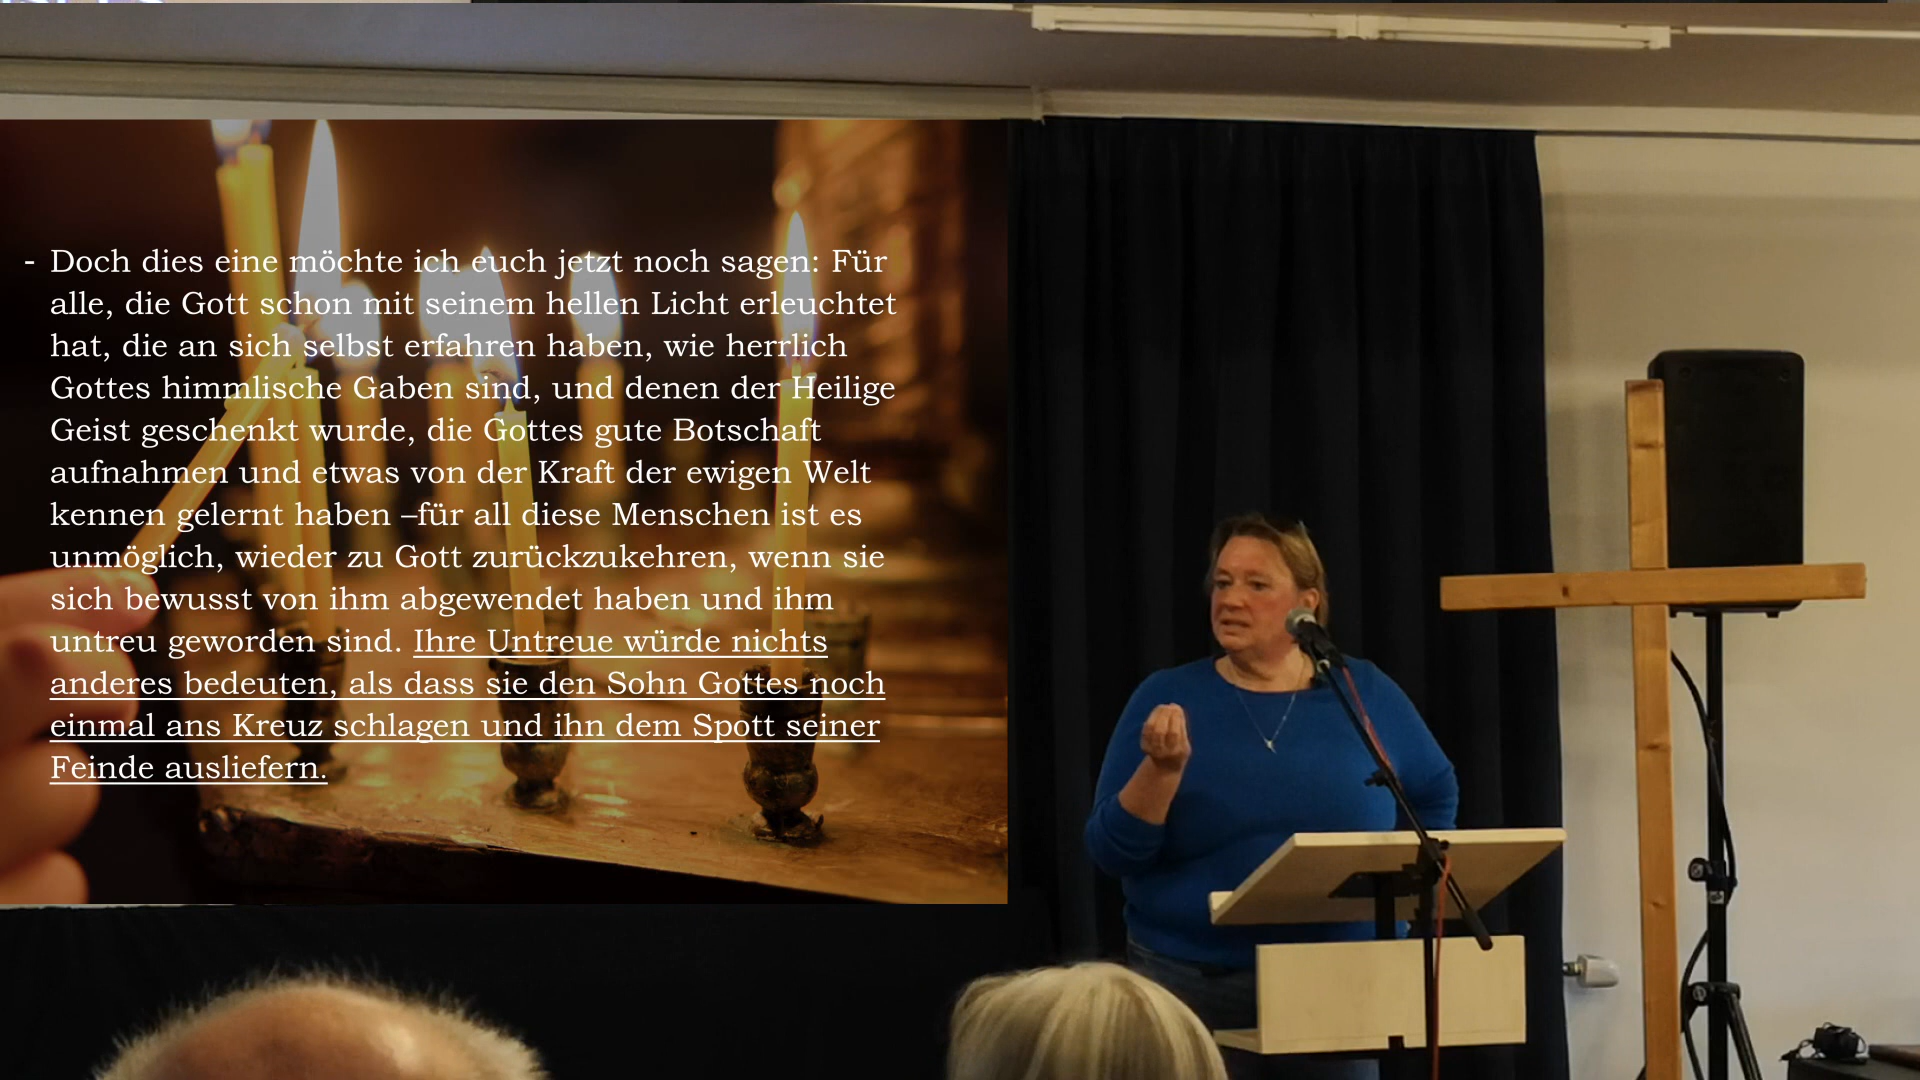 - Doch dies eine möchte ich euch jetzt noch sagen: Für
alle, die Gott schon mit seinem hellen Licht erleuchtet
hat, die an sich selbst erfahren haben, wie herrlich
Gottes himmlische Gaben sind, und denen der Heilige
Geist geschenkt wurde, die Gottes gute Botschaft
aufnahmen und etwas von der Kraft der ewigen Welt
kennen gelernt haben –für all diese Menschen ist es
unmöglich, wieder zu Gott zurückzukehren, wenn sie
sich bewusst von ihm abgewendet haben und ihm
untreu geworden sind. Ihre Untreue würde nichts
anderes bedeuten, als dass sie den Sohn Gottes noch
einmal ans Kreuz schlagen und ihn dem Spott seiner
Feinde ausliefern.